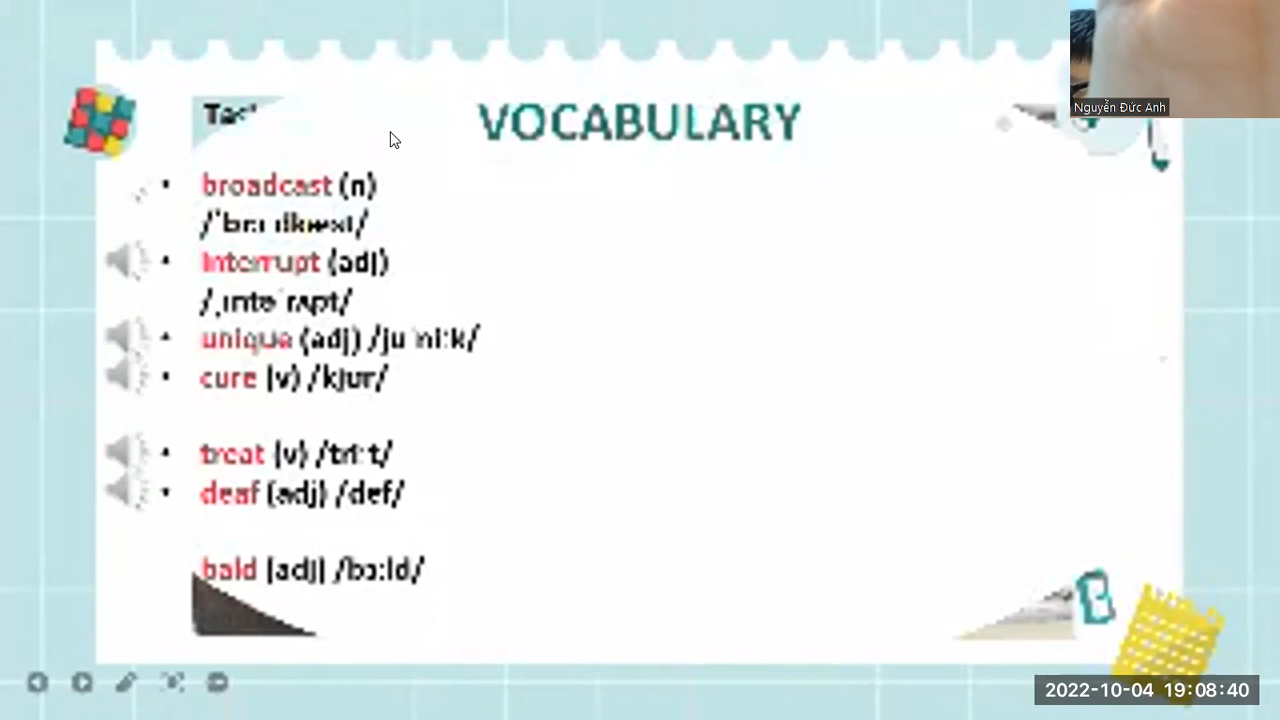 Nguyễn Đức Anh
VOCABULARY
broadcast (n)
interrupt (adj)
unique (adj) /juˈniːk/
cure (v) /kjʊr/
treat (v) /triːt/
deaf (adj) /def/
bald (adj) /bɔːld/
2022-10-04 19:08:40